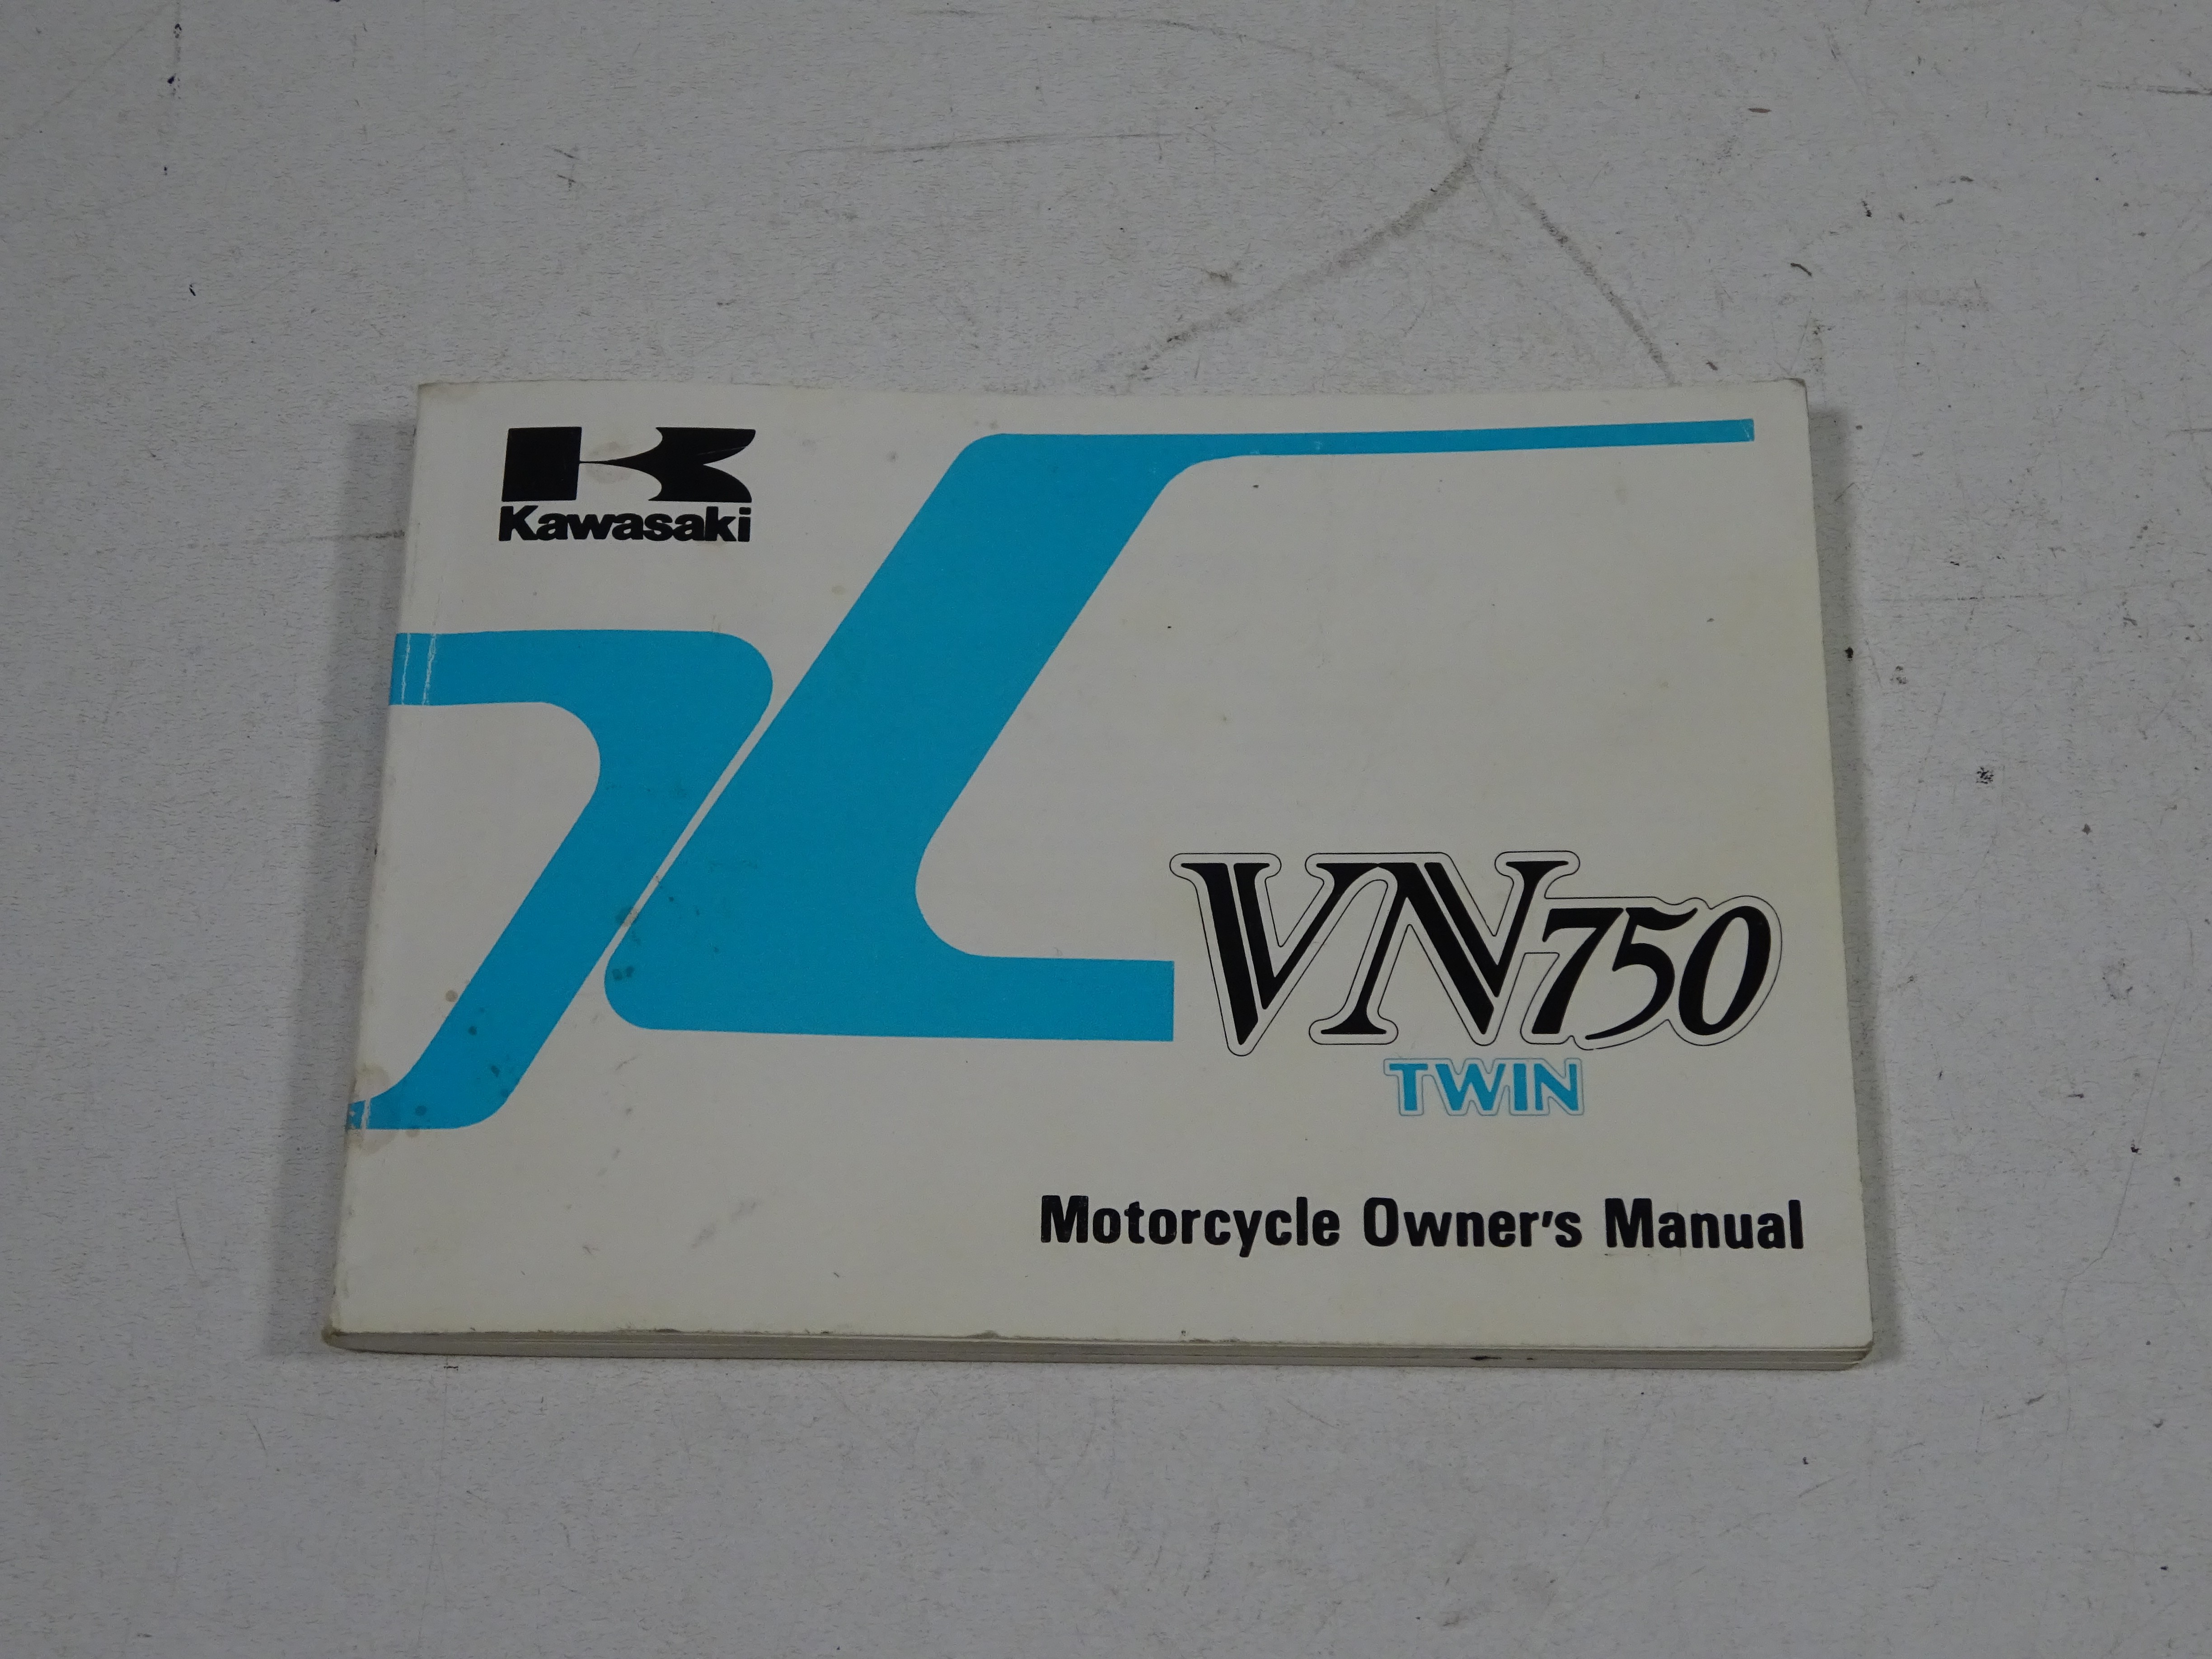 Kawasaki
VN750
TWIN
Motorcycle Owner's Manual